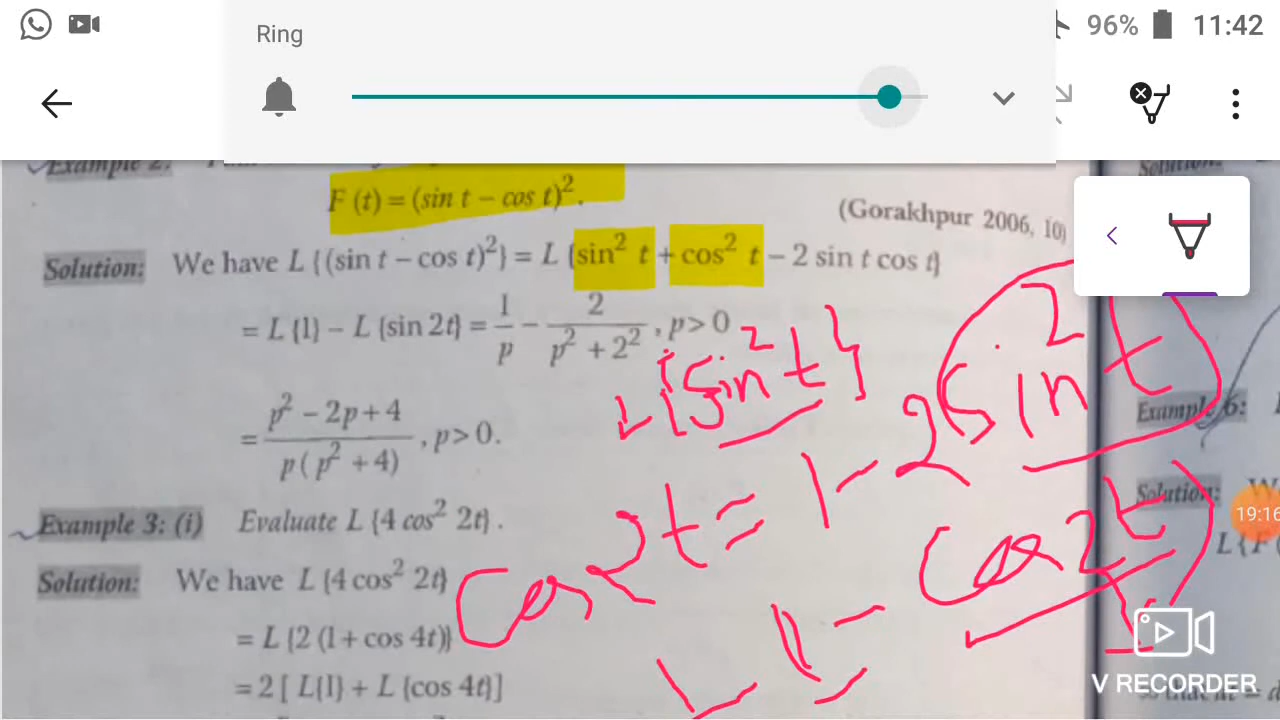 Ring
96% 11:42
Example 2:
F (t) = (sin t − cos t)².
(Gorakhpur 2006, 10)
Solution: We have L {(sin t − cos t)²} = L {sin² t + cos² t − 2 sin t cos t}
= L {1} − L {sin 2t} = 1/p − 2/(p² + 2²), p > 0
= (p² − 2p + 4)/(p (p² + 4)), p > 0.
Example 3: (i) Evaluate L {4 cos² 2t}.
Solution: We have L {4 cos² 2t}
= L {2 (1 + cos 4t)}
= 2 [ L{1} + L {cos 4t}]
L{sin² t}
Cos 2t = 1 − 2 sin² t
Cos 2t
Solution:
Example 6:
Solution: W
L{F
19:16
V RECORDER